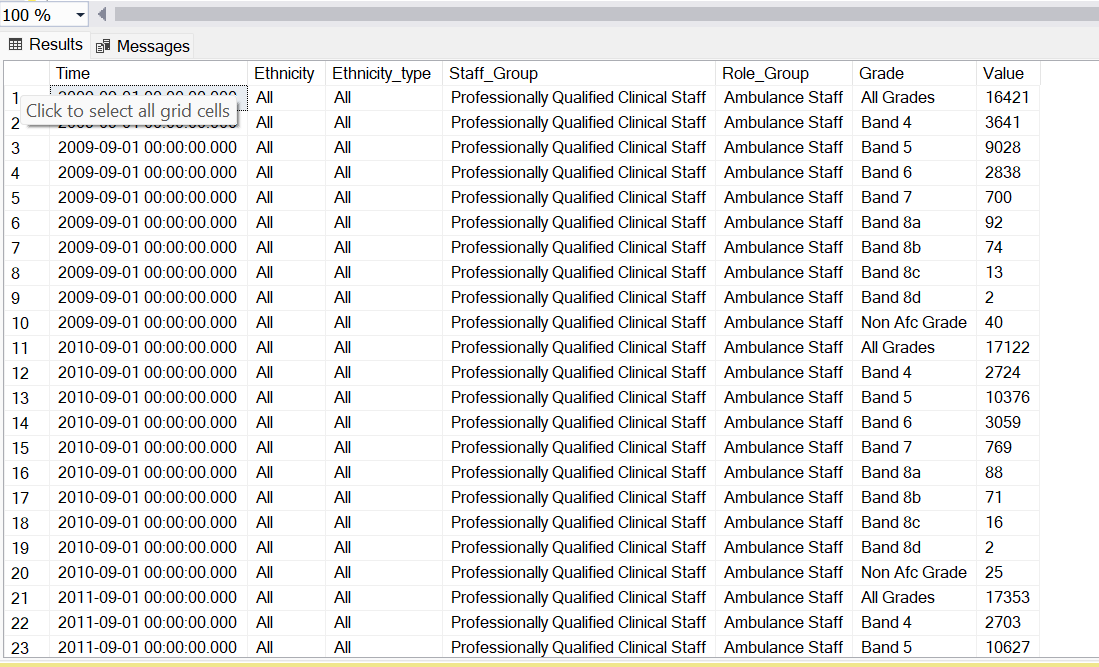 100 %
Results Messages
Time Ethnicity Ethnicity_type Staff_Group Role_Group Grade Value
1 All All Professionally Qualified Clinical Staff Ambulance Staff All Grades 16421
Click to select all grid cells
2 All All Professionally Qualified Clinical Staff Ambulance Staff Band 4 3641
3 2009-09-01 00:00:00.000 All All Professionally Qualified Clinical Staff Ambulance Staff Band 5 9028
4 2009-09-01 00:00:00.000 All All Professionally Qualified Clinical Staff Ambulance Staff Band 6 2838
5 2009-09-01 00:00:00.000 All All Professionally Qualified Clinical Staff Ambulance Staff Band 7 700
6 2009-09-01 00:00:00.000 All All Professionally Qualified Clinical Staff Ambulance Staff Band 8a 92
7 2009-09-01 00:00:00.000 All All Professionally Qualified Clinical Staff Ambulance Staff Band 8b 74
8 2009-09-01 00:00:00.000 All All Professionally Qualified Clinical Staff Ambulance Staff Band 8c 13
9 2009-09-01 00:00:00.000 All All Professionally Qualified Clinical Staff Ambulance Staff Band 8d 2
10 2009-09-01 00:00:00.000 All All Professionally Qualified Clinical Staff Ambulance Staff Non Afc Grade 40
11 2010-09-01 00:00:00.000 All All Professionally Qualified Clinical Staff Ambulance Staff All Grades 17122
12 2010-09-01 00:00:00.000 All All Professionally Qualified Clinical Staff Ambulance Staff Band 4 2724
13 2010-09-01 00:00:00.000 All All Professionally Qualified Clinical Staff Ambulance Staff Band 5 10376
14 2010-09-01 00:00:00.000 All All Professionally Qualified Clinical Staff Ambulance Staff Band 6 3059
15 2010-09-01 00:00:00.000 All All Professionally Qualified Clinical Staff Ambulance Staff Band 7 769
16 2010-09-01 00:00:00.000 All All Professionally Qualified Clinical Staff Ambulance Staff Band 8a 88
17 2010-09-01 00:00:00.000 All All Professionally Qualified Clinical Staff Ambulance Staff Band 8b 71
18 2010-09-01 00:00:00.000 All All Professionally Qualified Clinical Staff Ambulance Staff Band 8c 16
19 2010-09-01 00:00:00.000 All All Professionally Qualified Clinical Staff Ambulance Staff Band 8d 2
20 2010-09-01 00:00:00.000 All All Professionally Qualified Clinical Staff Ambulance Staff Non Afc Grade 25
21 2011-09-01 00:00:00.000 All All Professionally Qualified Clinical Staff Ambulance Staff All Grades 17353
22 2011-09-01 00:00:00.000 All All Professionally Qualified Clinical Staff Ambulance Staff Band 4 2703
23 2011-09-01 00:00:00.000 All All Professionally Qualified Clinical Staff Ambulance Staff Band 5 10627